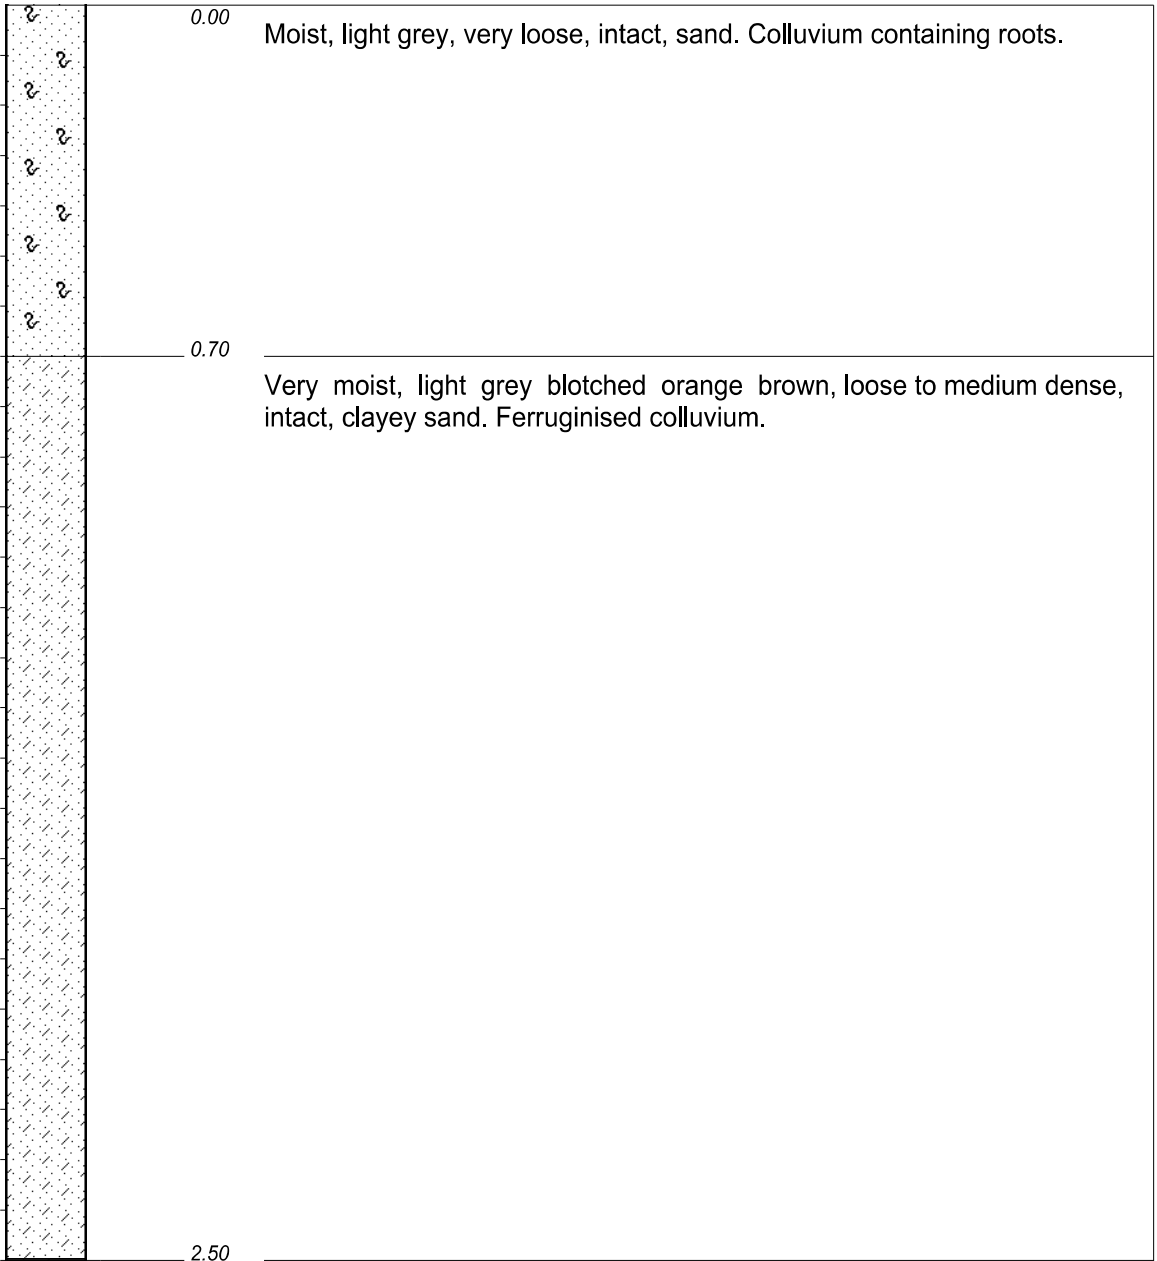 0.00
Moist, light grey, very loose, intact, sand. Colluvium containing roots.
0.70
Very moist, light grey blotched orange brown, loose to medium dense,
intact, clayey sand. Ferruginised colluvium.
2.50